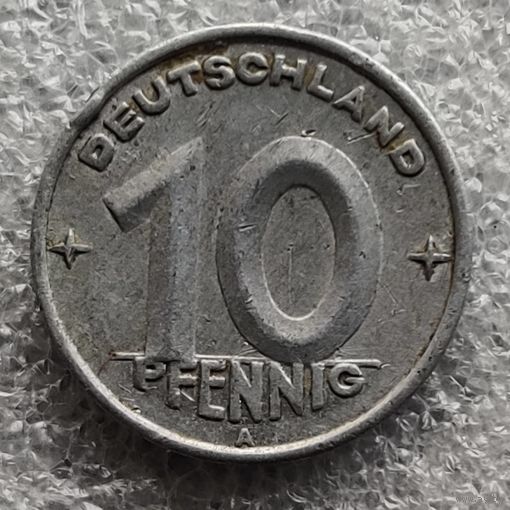 DEUTSCHLAND
10
PFENNIG
A